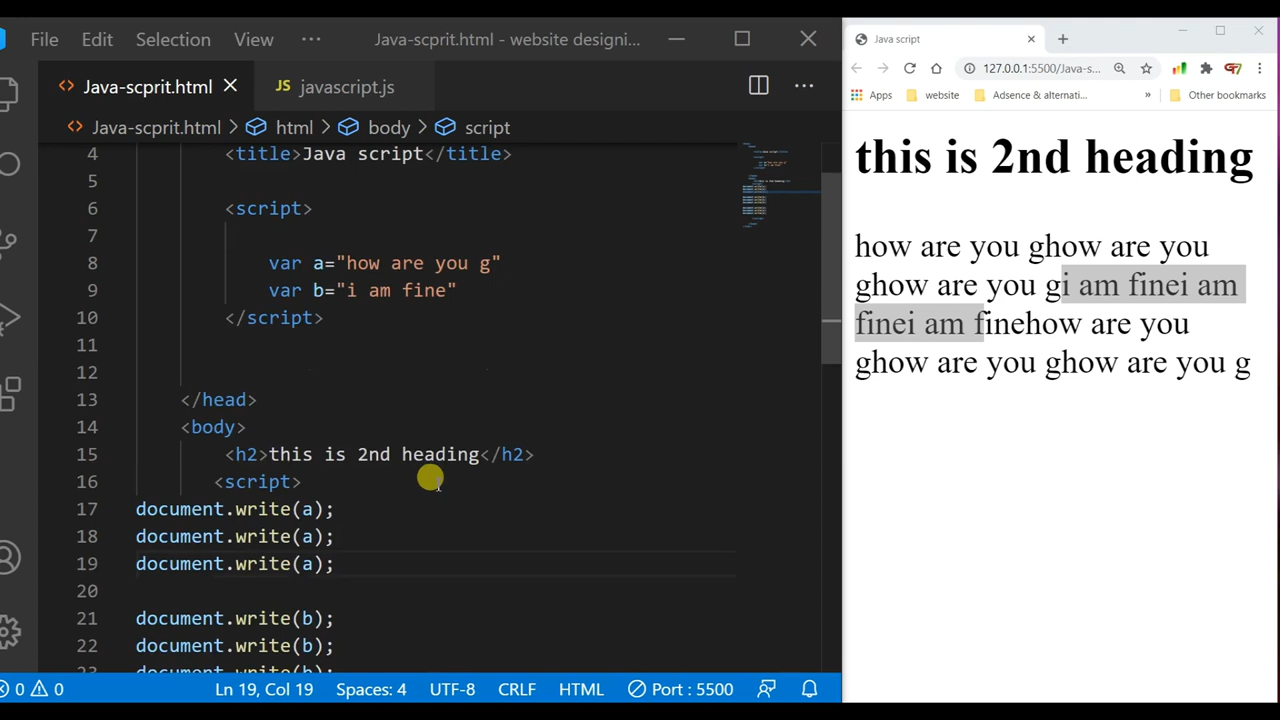 File Edit Selection View ··· Java-scprit.html - website designi...
Java-scprit.html JS javascript.js ···
Java-scprit.html > html > body > script
4 <title>Java script</title>
5
6 <script>
7
8 var a="how are you g"
9 var b="i am fine"
10 </script>
11
12
13 </head>
14 <body>
15 <h2>this is 2nd heading</h2>
16 <script>
17 document.write(a);
18 document.write(a);
19 document.write(a);
20
21 document.write(b);
22 document.write(b);
23 document.write(b);
0 0 Ln 19, Col 19 Spaces: 4 UTF-8 CRLF HTML Port : 5500
Java script
127.0.0.1:5500/Java-s...
Apps website Adsence & alternati... » Other bookmarks
this is 2nd heading
how are you ghow are you
ghow are you gi am finei am
finei am finehow are you
ghow are you ghow are you g